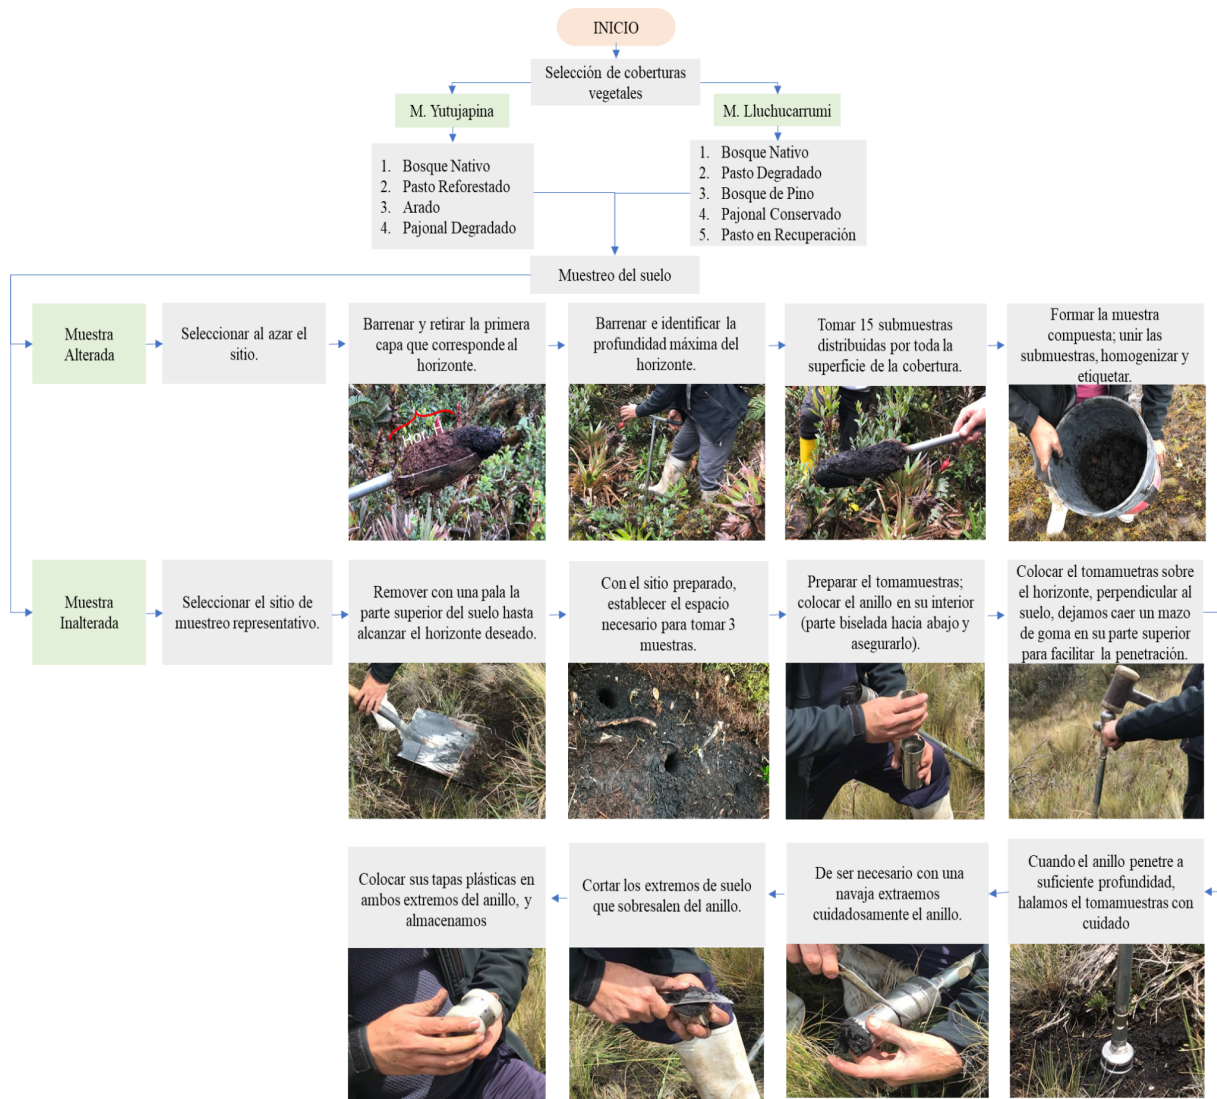 INICIO
Selección de coberturas
vegetales
M. Yutujapina
M. Lluchucarrumi
1. Bosque Nativo
2. Pasto Reforestado
3. Arado
4. Pajonal Degradado
1. Bosque Nativo
2. Pasto Degradado
3. Bosque de Pino
4. Pajonal Conservado
5. Pasto en Recuperación
Muestreo del suelo
Muestra
Alterada
Seleccionar al azar el
sitio.
Barrenar y retirar la primera
capa que corresponde al
horizonte.
Hor. H
Barrenar e identificar la
profundidad máxima del
horizonte.
Tomar 15 submuestras
distribuidas por toda la
superficie de la cobertura.
Formar la muestra
compuesta; unir las
submuestras, homogenizar y
etiquetar.
Muestra
Inalterada
Seleccionar el sitio de
muestreo representativo.
Remover con una pala la
parte superior del suelo hasta
alcanzar el horizonte deseado.
Con el sitio preparado,
establecer el espacio
necesario para tomar 3
muestras.
Preparar el tomamuestras;
colocar el anillo en su interior
(parte biselada hacia abajo y
asegurarlo).
Colocar el tomamuetras sobre
el horizonte, perpendicular al
suelo, dejamos caer un mazo
de goma en su parte superior
para facilitar la penetración.
Cuando el anillo penetre a
suficiente profundidad,
halamos el tomamuestras con
cuidado
De ser necesario con una
navaja extraemos
cuidadosamente el anillo.
Cortar los extremos de suelo
que sobresalen del anillo.
Colocar sus tapas plásticas en
ambos extremos del anillo, y
almacenamos